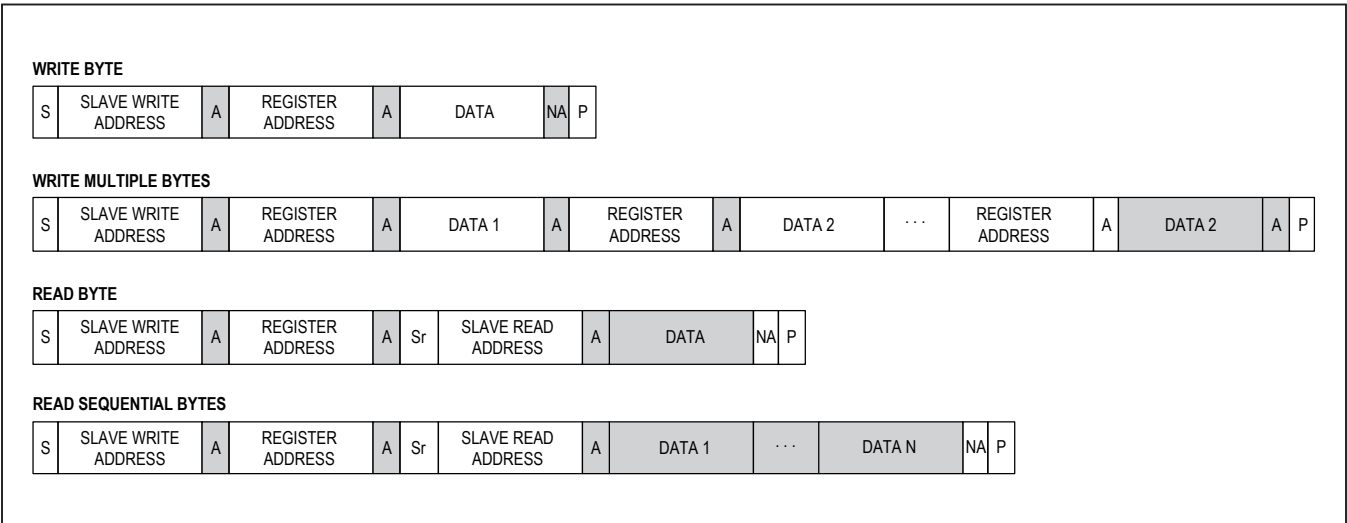 WRITE BYTE
S SLAVE WRITE ADDRESS A REGISTER ADDRESS A DATA NA P
WRITE MULTIPLE BYTES
S SLAVE WRITE ADDRESS A REGISTER ADDRESS A DATA 1 A REGISTER ADDRESS A DATA 2 ... REGISTER ADDRESS A DATA 2 A P
READ BYTE
S SLAVE WRITE ADDRESS A REGISTER ADDRESS A Sr SLAVE READ ADDRESS A DATA NA P
READ SEQUENTIAL BYTES
S SLAVE WRITE ADDRESS A REGISTER ADDRESS A Sr SLAVE READ ADDRESS A DATA 1 ... DATA N NA P